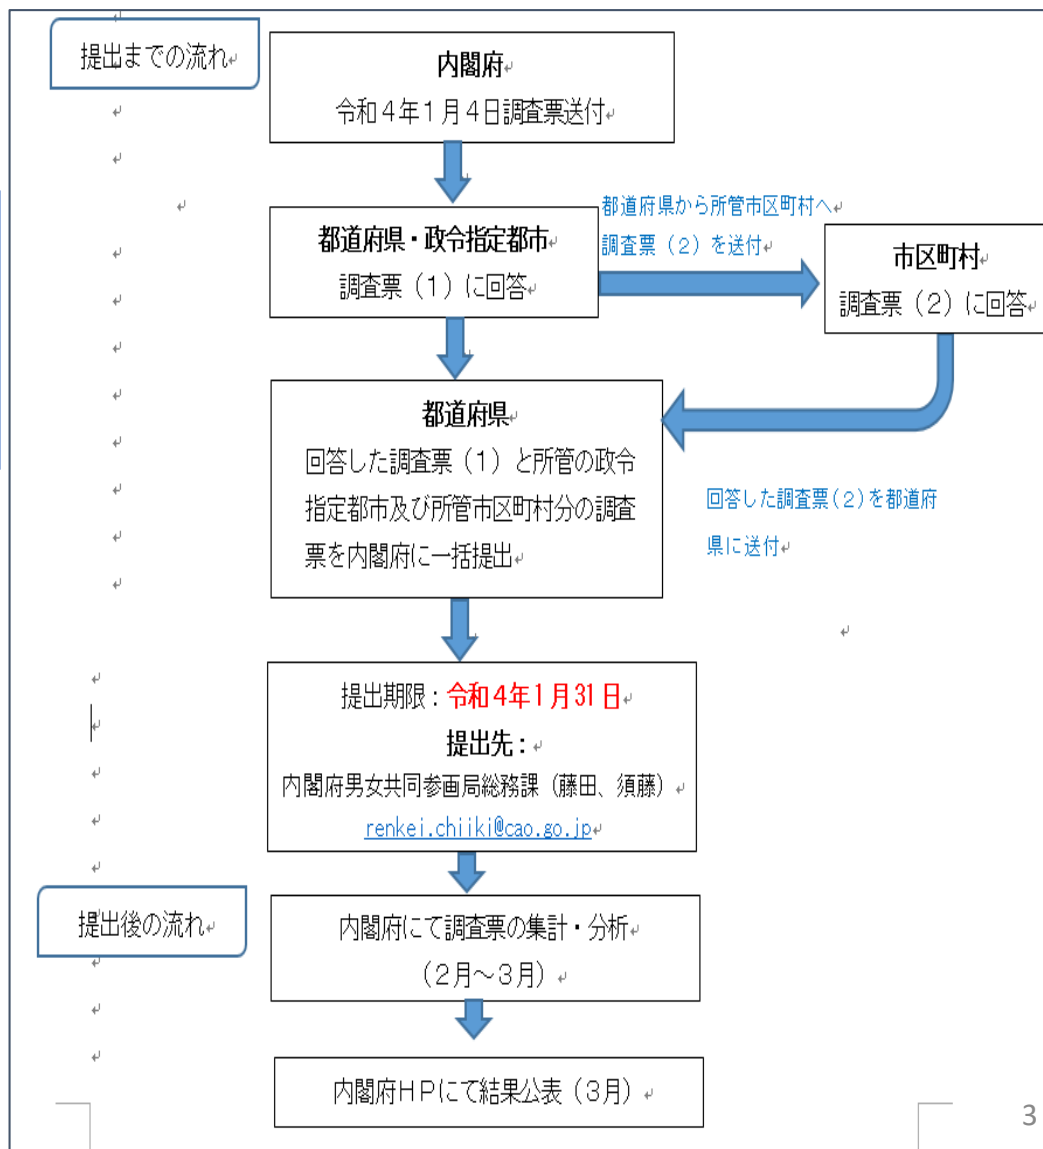 提出までの流れ
内閣府
令和４年１月４日調査票送付
都道府県・政令指定都市
調査票（１）に回答
都道府県から所管市区町村へ
調査票（２）を送付
市区町村
調査票（２）に回答
都道府県
回答した調査票（１）と所管の政令
指定都市及び所管市区町村分の調査
票を内閣府に一括提出
回答した調査票(２)を都道府
県に送付
提出期限：令和４年１月31日
提出先：
内閣府男女共同参画局総務課（藤田、須藤）
renkei.chiiki@cao.go.jp
提出後の流れ
内閣府にて調査票の集計・分析
（２月～３月）
内閣府ＨＰにて結果公表（３月）
3